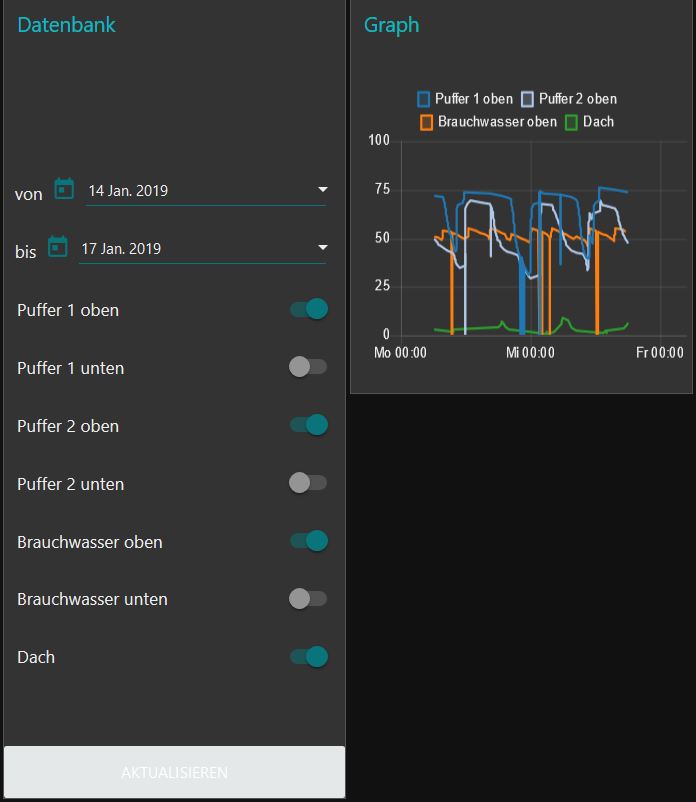 Datenbank
von 14 Jan. 2019
bis 17 Jan. 2019
Puffer 1 oben
Puffer 1 unten
Puffer 2 oben
Puffer 2 unten
Brauchwasser oben
Brauchwasser unten
Dach
AKTUALISIEREN
Graph
Puffer 1 oben Puffer 2 oben
Brauchwasser oben Dach
100
75
50
25
0
Mo 00:00 Mi 00:00 Fr 00:00